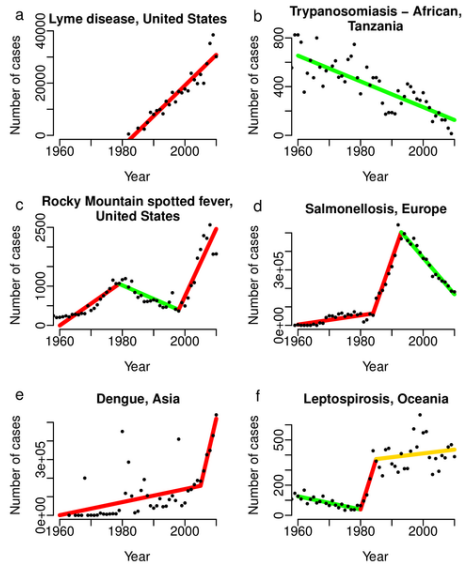 a
Lyme disease, United States
Number of cases
40000
20000
0
1960
1980
2000
Year
b
Trypanosomiasis – African,
Tanzania
Number of cases
800
400
0
1960
1980
2000
Year
c
Rocky Mountain spotted fever,
United States
Number of cases
2500
1000
0
1960
1980
2000
Year
d
Salmonellosis, Europe
Number of cases
3e+05
0e+00
1960
1980
2000
Year
e
Dengue, Asia
Number of cases
3e+05
0e+00
1960
1980
2000
Year
f
Leptospirosis, Oceania
Number of cases
500
200
0
1960
1980
2000
Year